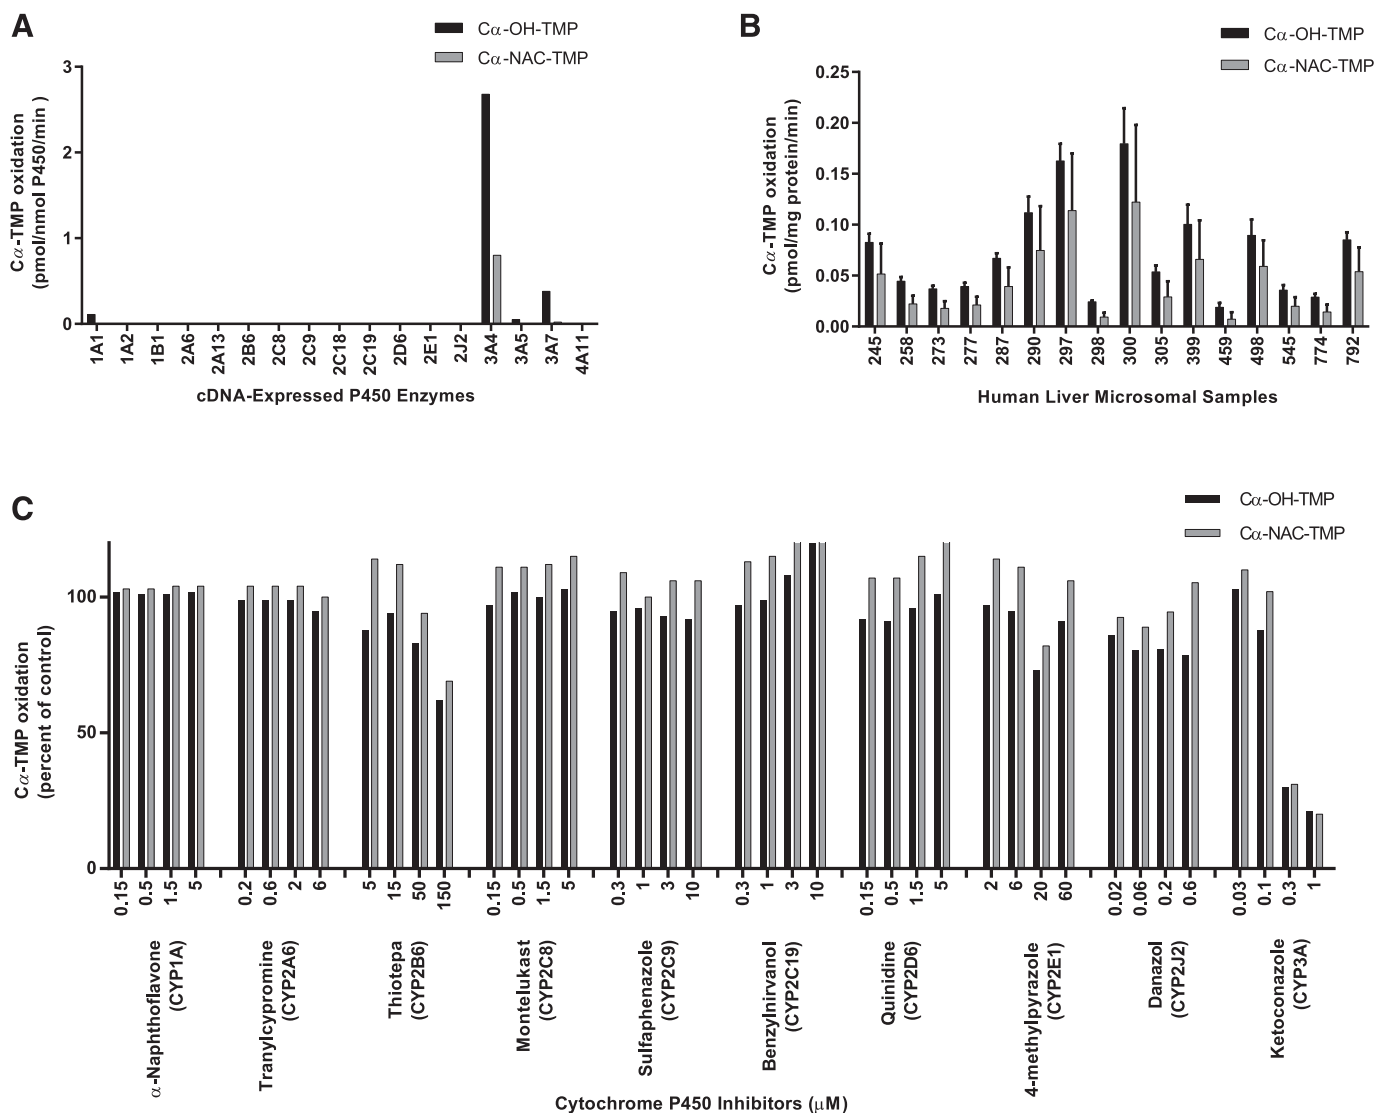 A
Cα-OH-TMP
Cα-NAC-TMP
Cα-TMP oxidation
(pmol/nmol P450/min )
3
2
1
0
1A1 1A2 1B1 2A6 2A13 2B6 2C8 2C9 2C18 2C19 2D6 2E1 2J2 3A4 3A5 3A7 4A11
cDNA-Expressed P450 Enzymes
B
Cα-OH-TMP
Cα-NAC-TMP
Cα-TMP oxidation
(pmol/mg protein/min)
0.25
0.20
0.15
0.10
0.05
0.00
245 258 273 277 287 290 297 298 300 305 399 459 498 545 774 792
Human Liver Microsomal Samples
C
Cα-OH-TMP
Cα-NAC-TMP
Cα-TMP oxidation
(percent of control)
100
50
0
0.15 0.5 1.5 5 0.2 0.6 2 6 5 15 50 150 0.15 0.5 1.5 5 0.3 1 3 10 0.3 1 3 10 0.15 0.5 1.5 5 2 6 20 60 0.02 0.06 0.2 0.6 0.03 0.1 0.3 1
α-Naphthoflavone
(CYP1A)
Tranylcypromine
(CYP2A6)
Thiotepa
(CYP2B6)
Montelukast
(CYP2C8)
Sulfaphenazole
(CYP2C9)
Benzylnirvanol
(CYP2C19)
Quinidine
(CYP2D6)
4-methylpyrazole
(CYP2E1)
Danazol
(CYP2J2)
Ketoconazole
(CYP3A)
Cytochrome P450 Inhibitors (μM)